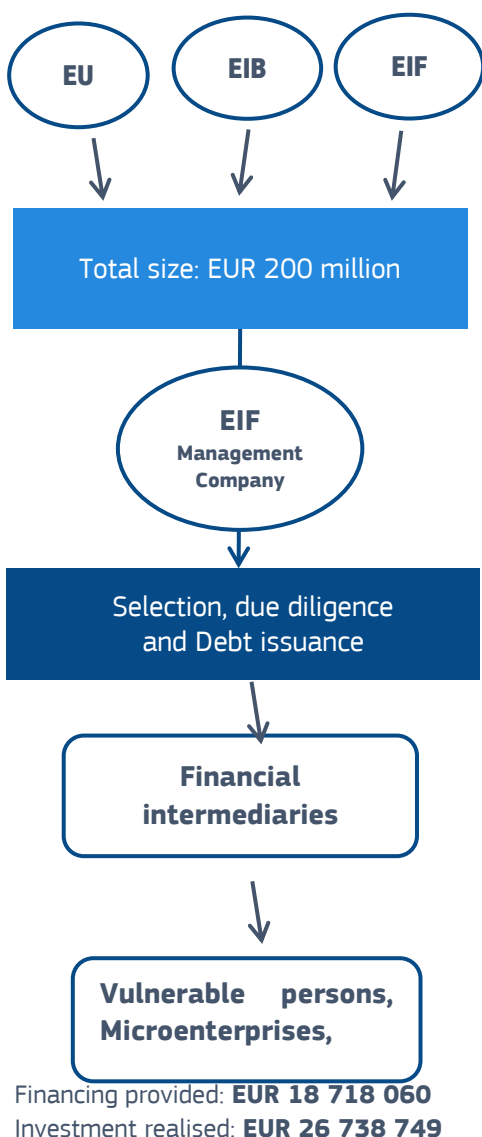 EU EIB EIF
Total size: EUR 200 million
EIF
Management
Company
Selection, due diligence
and Debt issuance
Financial
intermediaries
Vulnerable persons,
Microenterprises,
Financing provided: EUR 18 718 060
Investment realised: EUR 26 738 749